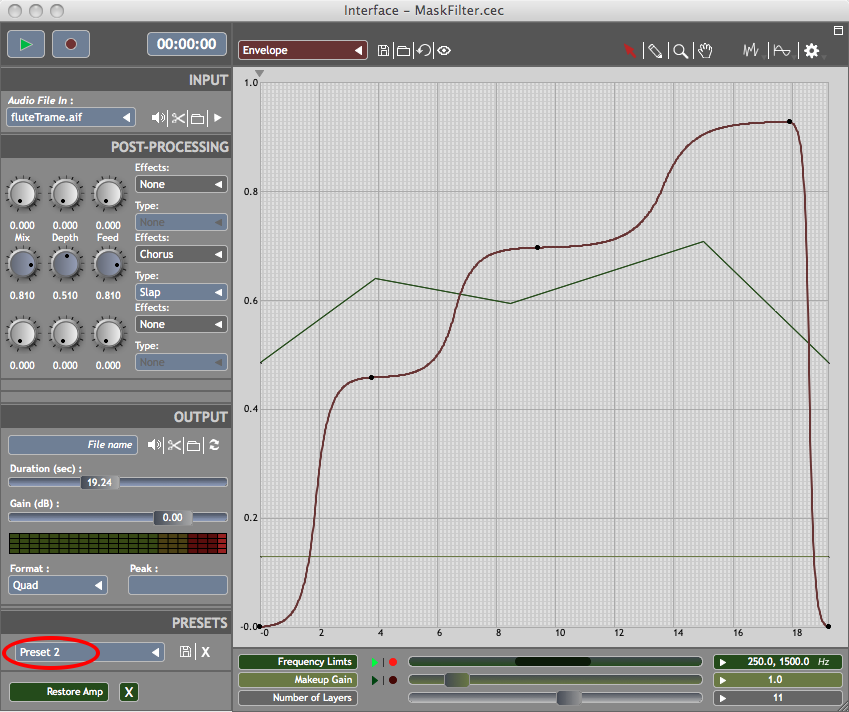 Interface – MaskFilter.cec
00:00:00
INPUT
Audio File In :
fluteTrame.aif
POST-PROCESSING
Effects:
None
Type:
None
0.000 0.000 0.000
Mix Depth Feed
Effects:
Chorus
Type:
Slap
0.810 0.510 0.810
Effects:
None
Type:
None
0.000 0.000 0.000
OUTPUT
File name
Duration (sec) :
19.24
Gain (dB) :
0.00
Format :
Quad
Peak :
PRESETS
Preset 2
X
Restore Amp X
Envelope
1.0
0.8
0.6
0.4
0.2
-0.0
-0 2 4 6 8 10 12 14 16 18
Frequency Limts 250.0, 1500.0 Hz
Makeup Gain 1.0
Number of Layers 11